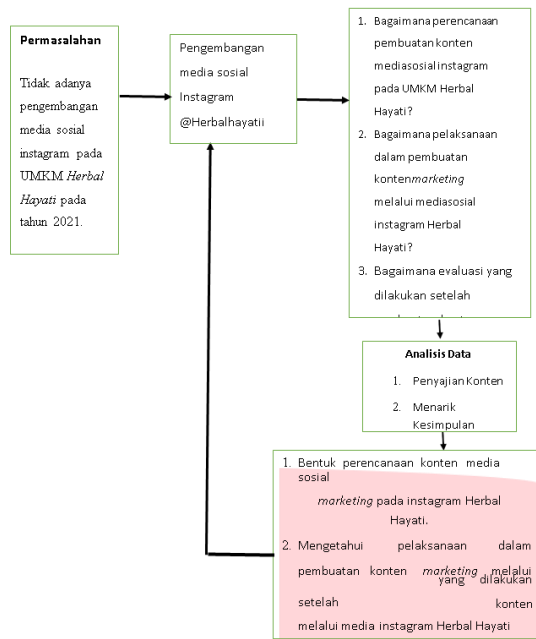 Permasalahan
Tidak adanya
pengembangan
media sosial
instagram pada
UMKM Herbal
Hayati pada
tahun 2021.
Pengembangan
media sosial
Instagram
@Herbalhayatii
1. Bagaimana perencanaan
pembuatan konten
mediasosial instagram
pada UMKM Herbal
Hayati?
2. Bagaimana pelaksanaan
dalam pembuatan
kontenmarketing
melalui mediasosial
instagram Herbal
Hayati?
3. Bagaimana evaluasi yang
dilakukan setelah
Analisis Data
1. Penyajian Konten
2. Menarik
Kesimpulan
1. Bentuk perencanaan konten media
sosial
marketing pada instagram Herbal
Hayati.
2. Mengetahui pelaksanaan dalam
pembuatan konten marketing melalui
yang dilakukan
setelah konten
melalui media instagram Herbal Hayati